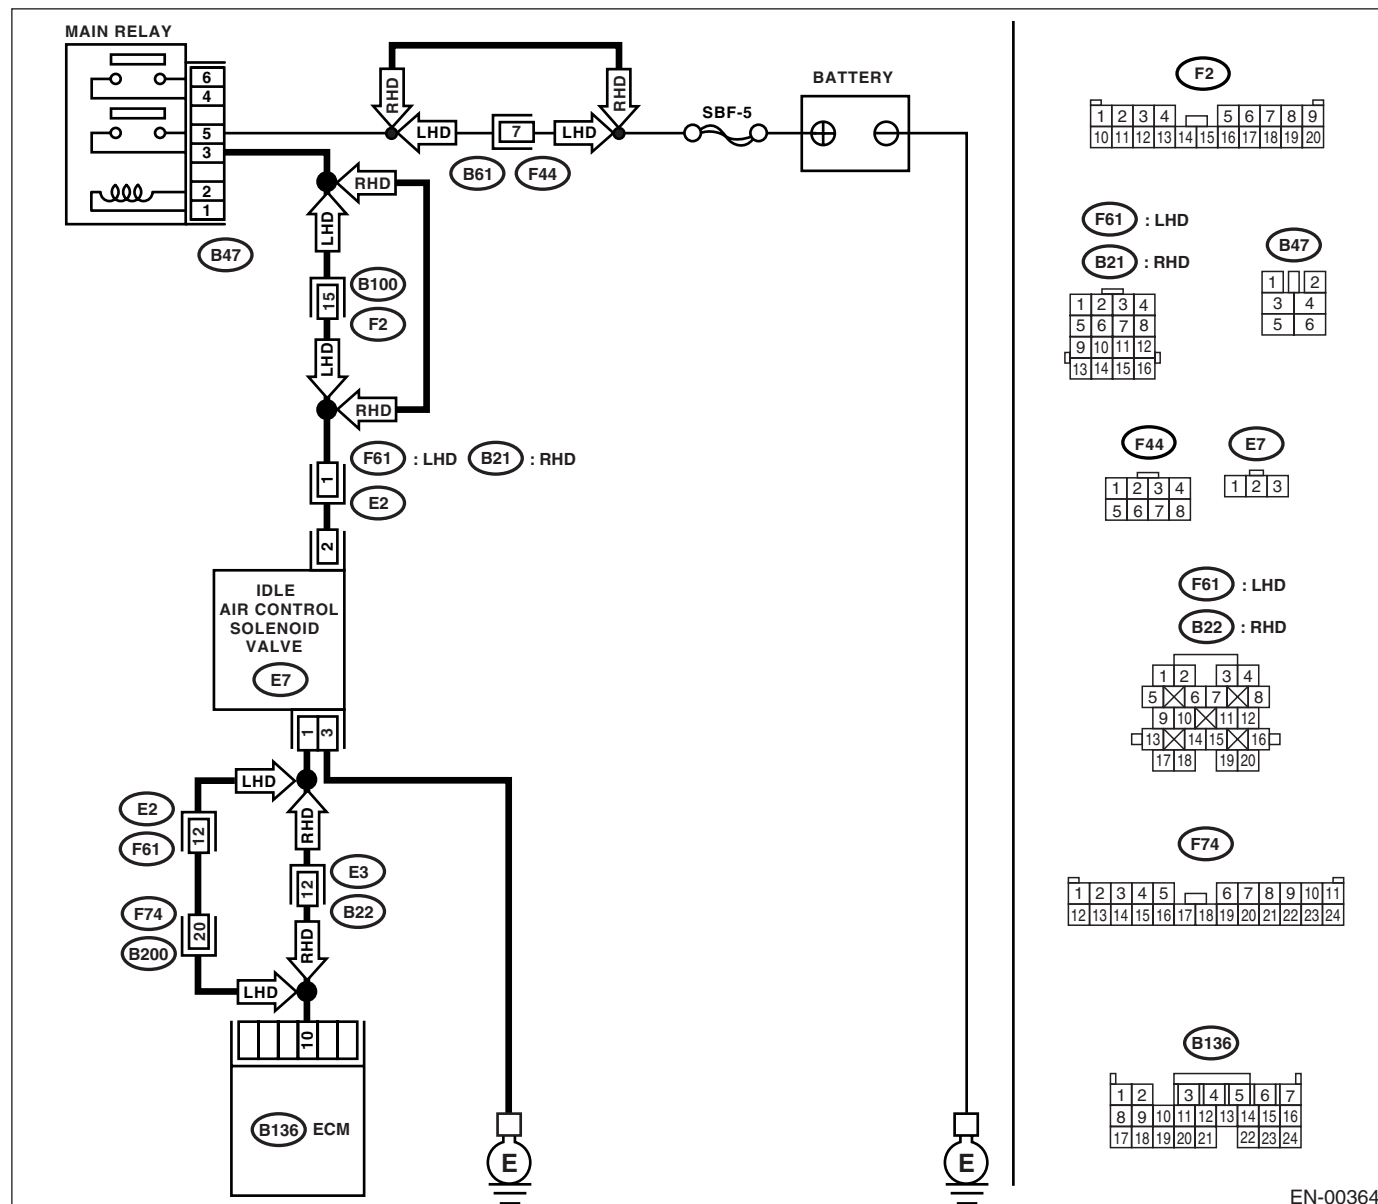 MAIN RELAY
6
4
5
3
2
1
B47
RHD
RHD
LHD
7
LHD
B61
F44
SBF-5
BATTERY
RHD
LHD
15
B100
F2
LHD
RHD
F61 : LHD B21 : RHD
1
E2
2
IDLE
AIR CONTROL
SOLENOID
VALVE
E7
1 3
LHD
RHD
E2
12
F61
E3
12
B22
F74
20
B200
RHD
LHD
10
B136 ECM
E
E
F2
1 2 3 4 5 6 7 8 9
10 11 12 13 14 15 16 17 18 19 20
F61 : LHD
B21 : RHD
1 2 3 4
5 6 7 8
9 10 11 12
13 14 15 16
B47
1 2
3 4
5 6
F44
1 2 3 4
5 6 7 8
E7
1 2 3
F61 : LHD
B22 : RHD
1 2 3 4
5 6 7 8
9 10 11 12
13 14 15 16
17 18 19 20
F74
1 2 3 4 5 6 7 8 9 10 11
12 13 14 15 16 17 18 19 20 21 22 23 24
B136
1 2 3 4 5 6 7
8 9 10 11 12 13 14 15 16
17 18 19 20 21 22 23 24
EN-00364